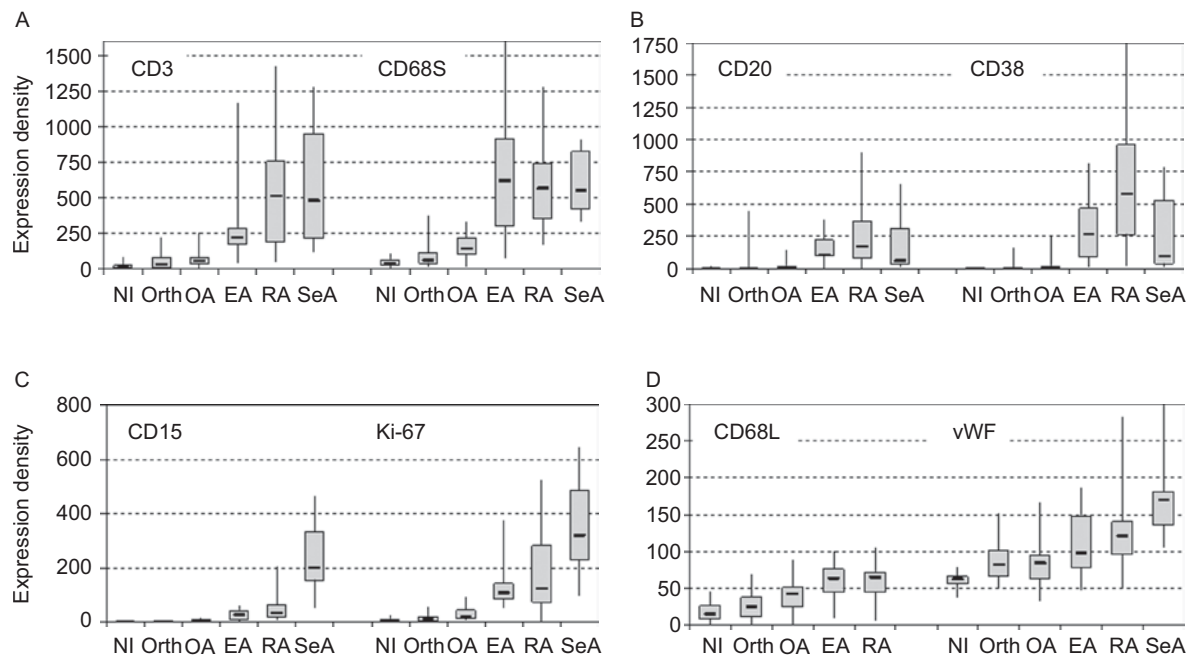 A
Expression density
1500
1250
1000
750
500
250
0
CD3
CD68S
NI Orth OA EA RA SeA NI Orth OA EA RA SeA
B
1750
1500
1250
1000
750
500
250
0
CD20
CD38
NI Orth OA EA RA SeA NI Orth OA EA RA SeA
C
Expression density
800
600
400
200
0
CD15
Ki-67
NI Orth OA EA RA SeA NI Orth OA EA RA SeA
D
300
250
200
150
100
50
0
CD68L
vWF
NI Orth OA EA RA NI Orth OA EA RA SeA